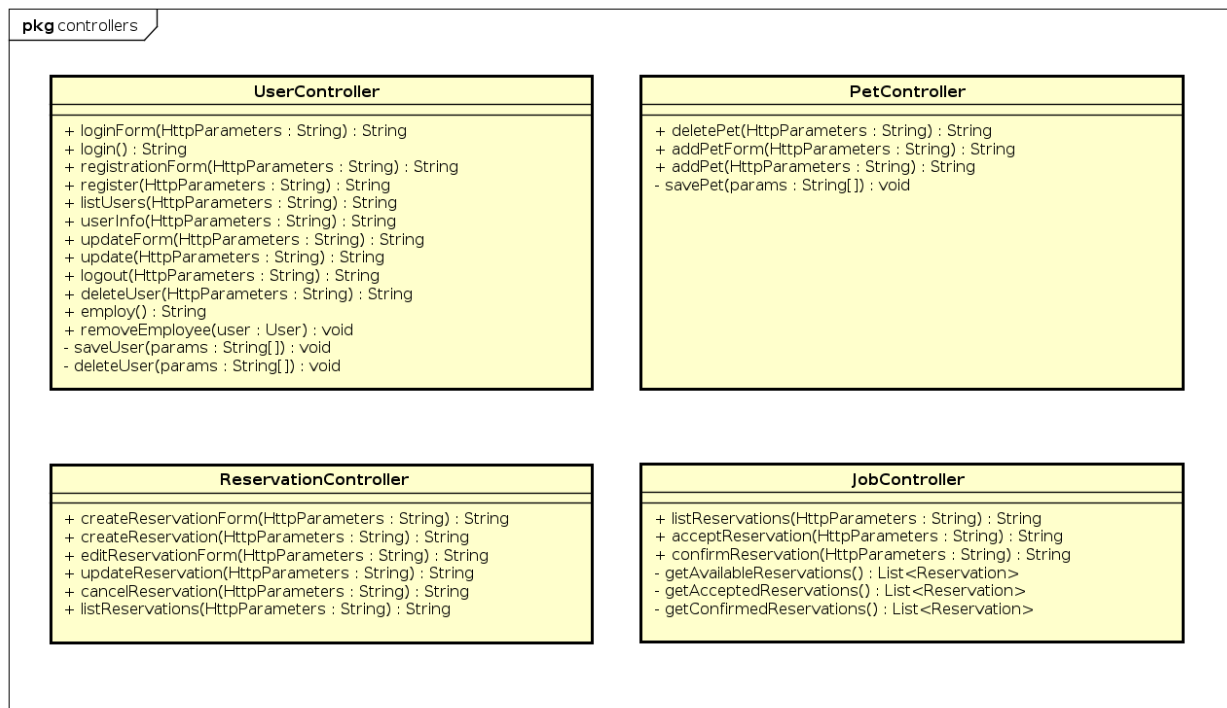 pkg controllers
UserController
+ loginForm(HttpParameters : String) : String
+ login() : String
+ registrationForm(HttpParameters : String) : String
+ register(HttpParameters : String) : String
+ listUsers(HttpParameters : String) : String
+ userInfo(HttpParameters : String) : String
+ updateForm(HttpParameters : String) : String
+ update(HttpParameters : String) : String
+ logout(HttpParameters : String) : String
+ deleteUser(HttpParameters : String) : String
+ employ() : String
+ removeEmployee(user : User) : void
- saveUser(params : String[]) : void
- deleteUser(params : String[]) : void
PetController
+ deletePet(HttpParameters : String) : String
+ addPetForm(HttpParameters : String) : String
+ addPet(HttpParameters : String) : String
- savePet(params : String[]) : void
ReservationController
+ createReservationForm(HttpParameters : String) : String
+ createReservation(HttpParameters : String) : String
+ editReservationForm(HttpParameters : String) : String
+ updateReservation(HttpParameters : String) : String
+ cancelReservation(HttpParameters : String) : String
+ listReservations(HttpParameters : String) : String
JobController
+ listReservations(HttpParameters : String) : String
+ acceptReservation(HttpParameters : String) : String
+ confirmReservation(HttpParameters : String) : String
- getAvailableReservations() : List<Reservation>
- getAcceptedReservations() : List<Reservation>
- getConfirmedReservations() : List<Reservation>